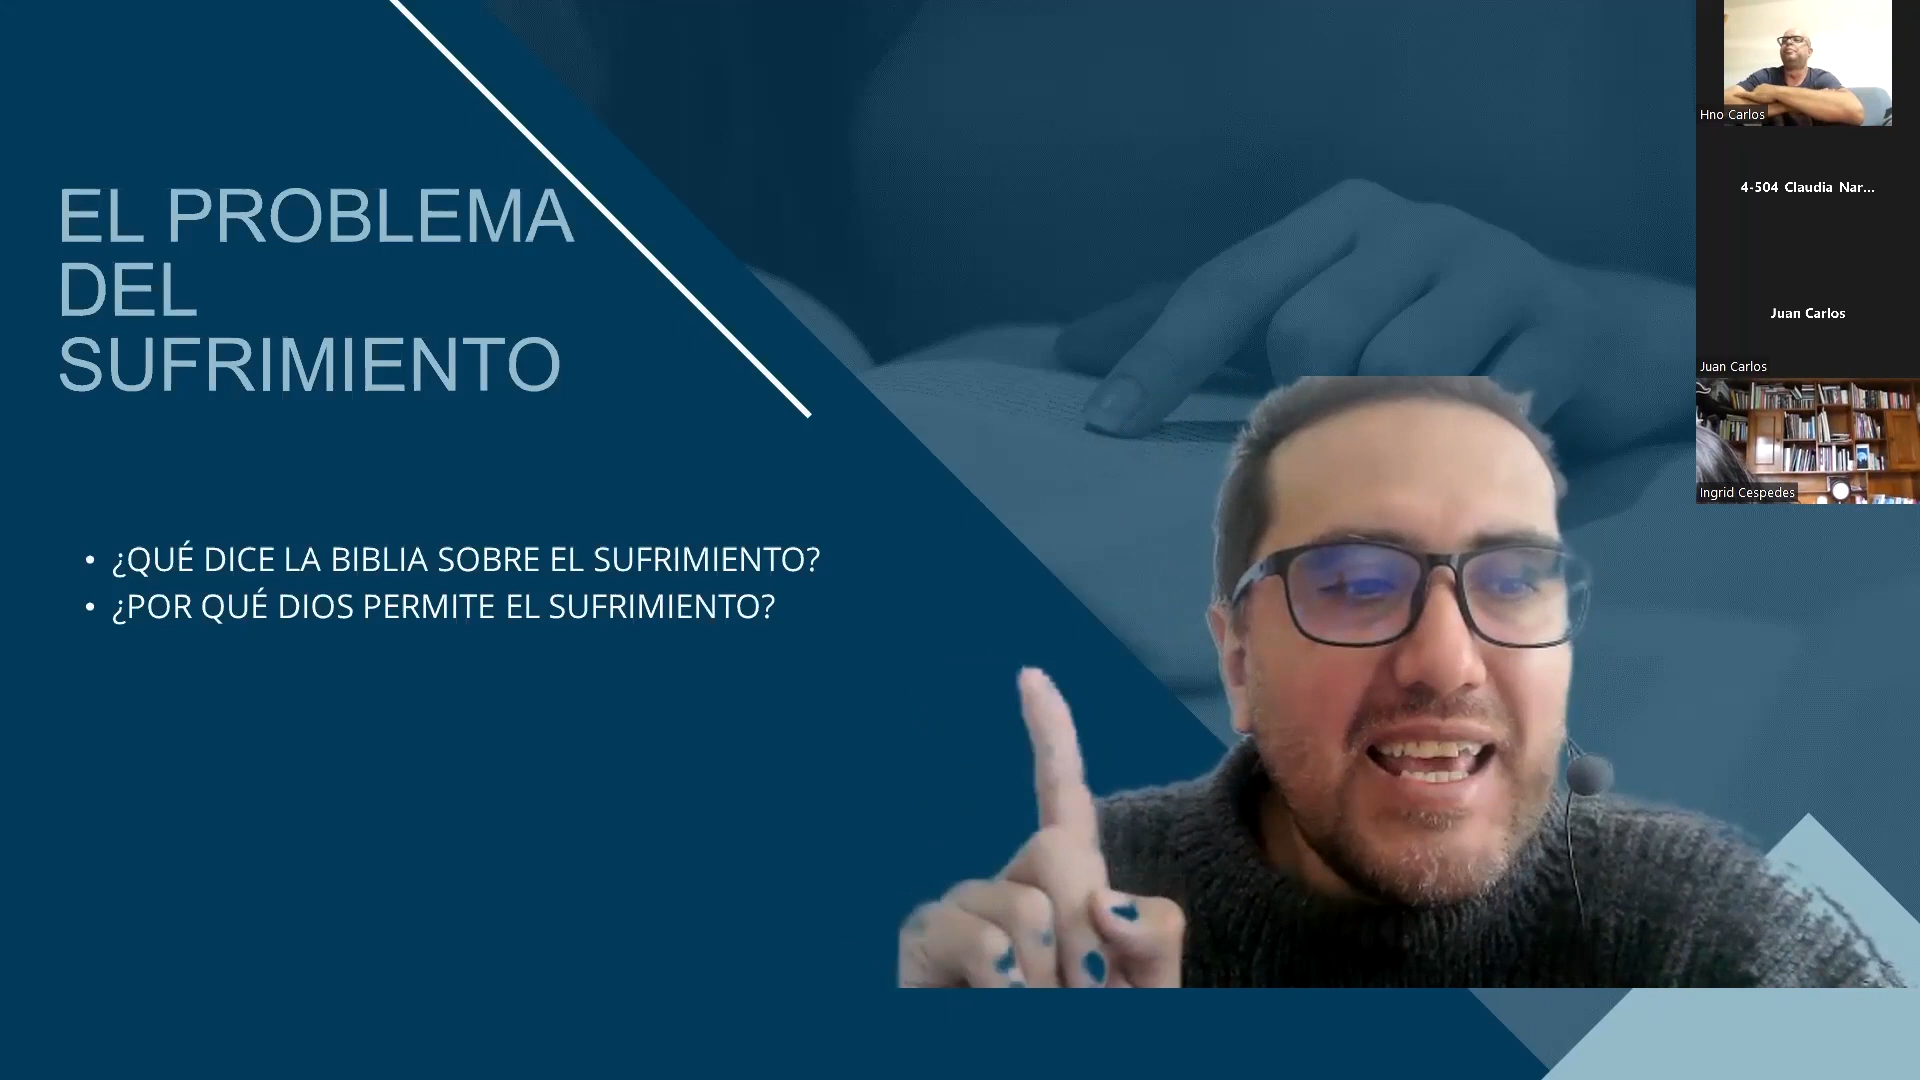 EL PROBLEMA
DEL
SUFRIMIENTO
• ¿QUÉ DICE LA BIBLIA SOBRE EL SUFRIMIENTO?
• ¿POR QUÉ DIOS PERMITE EL SUFRIMIENTO?
Hno Carlos
4-504 Claudia Nar...
Juan Carlos
Juan Carlos
Ingrid Cespedes